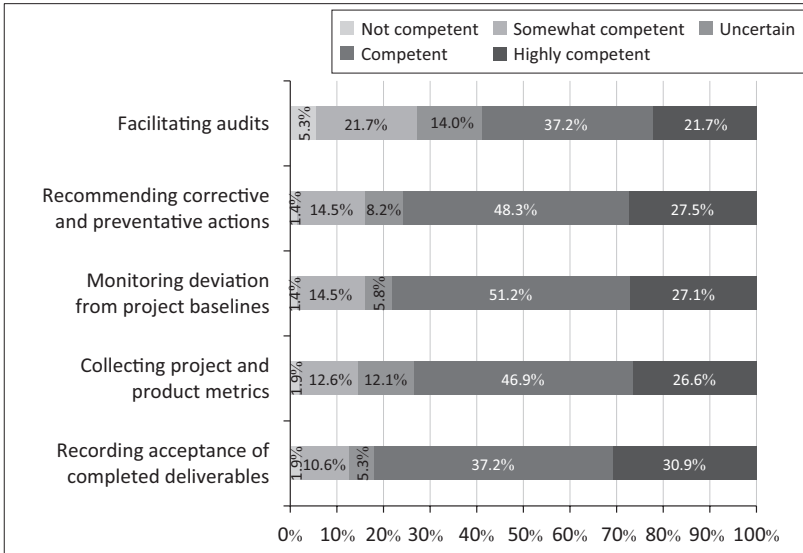 Not competent Somewhat competent Uncertain
Competent Highly competent
Facilitating audits
5.3% 21.7% 14.0% 37.2% 21.7%
Recommending corrective
and preventative actions
1.4% 14.5% 8.2% 48.3% 27.5%
Monitoring deviation
from project baselines
1.4% 14.5% 5.8% 51.2% 27.1%
Collecting project and
product metrics
1.9% 12.6% 12.1% 46.9% 26.6%
Recording acceptance of
completed deliverables
1.9% 10.6% 5.3% 37.2% 30.9%
0% 10% 20% 30% 40% 50% 60% 70% 80% 90% 100%